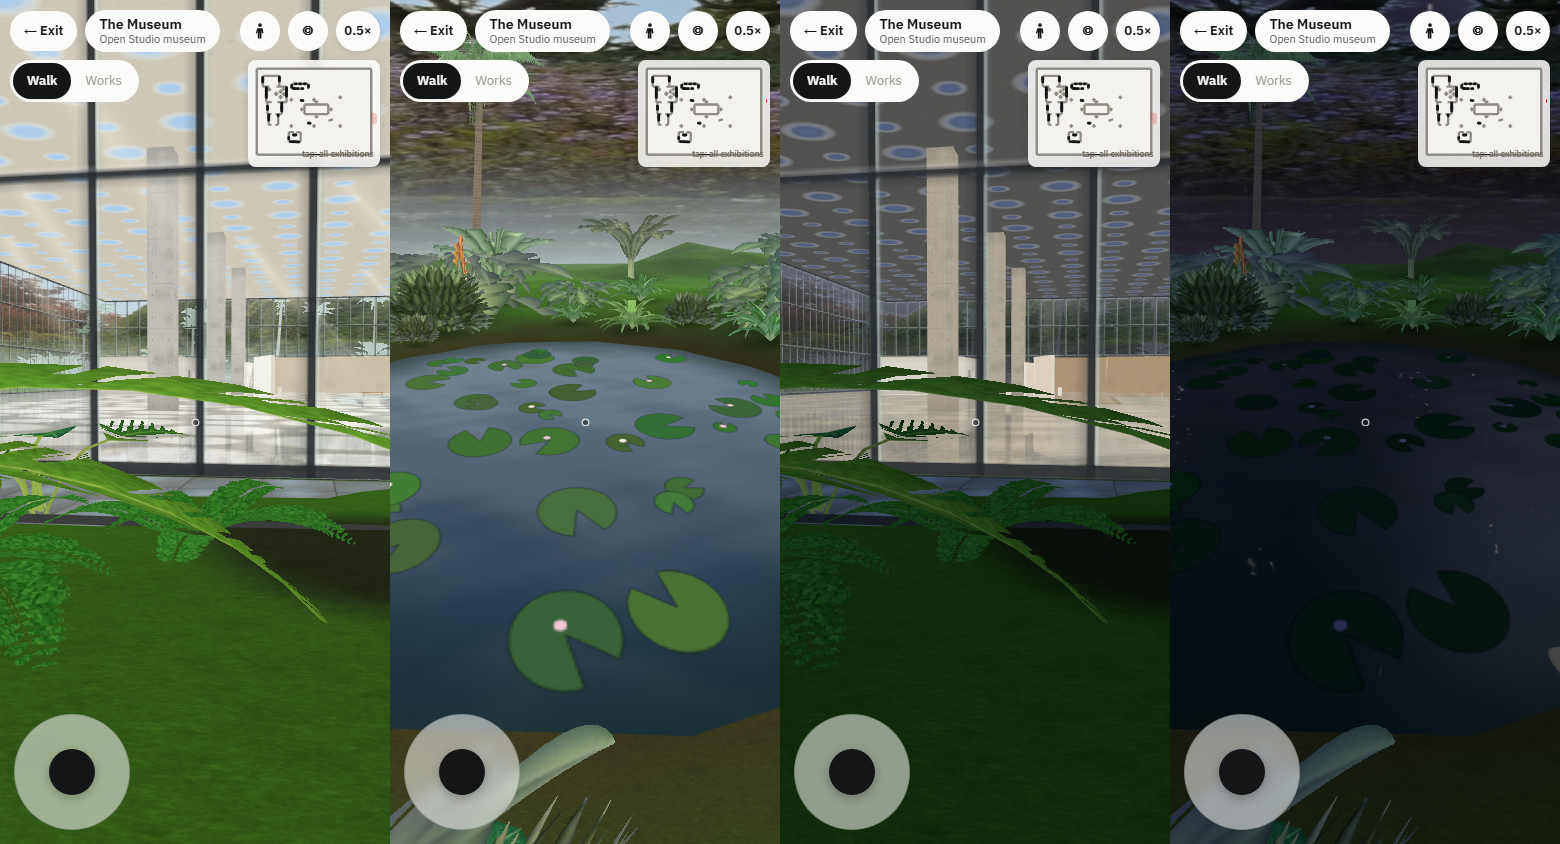 ← Exit
The Museum
Open Studio museum
0.5×
Walk
Works
tap: all exhibitions
← Exit
The Museum
Open Studio museum
0.5×
Walk
Works
tap: all exhibitions
← Exit
The Museum
Open Studio museum
0.5×
Walk
Works
tap: all exhibitions
← Exit
The Museum
Open Studio museum
0.5×
Walk
Works
tap: all exhibitions